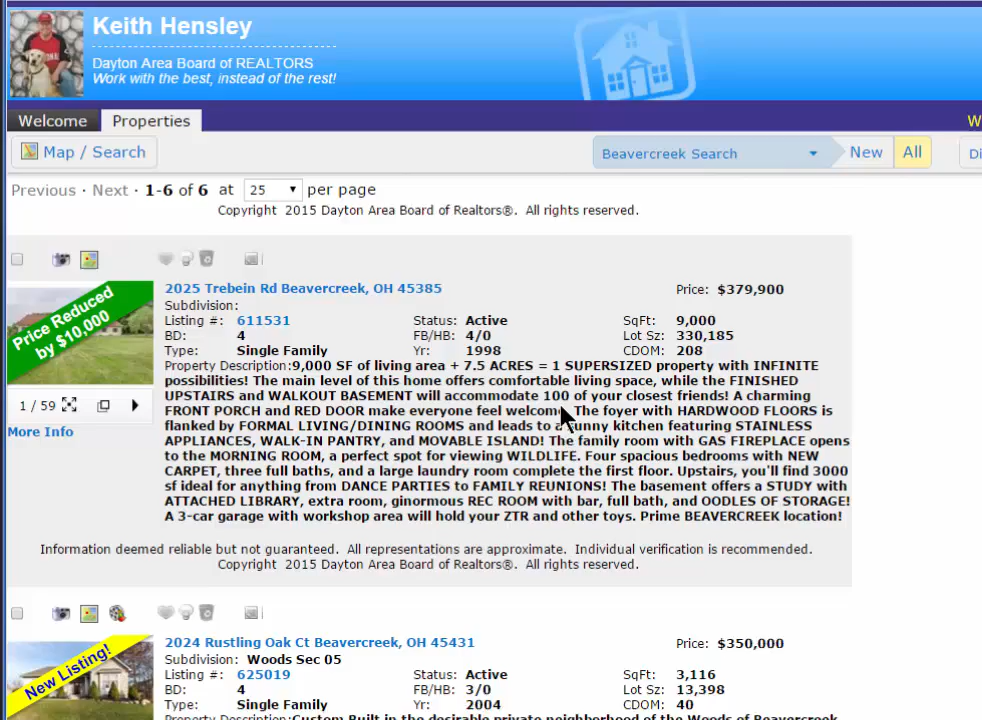 Keith Hensley
Dayton Area Board of REALTORS
Work with the best, instead of the rest!
Welcome Properties W
Map / Search Beavercreek Search New All Di
Previous · Next · 1-6 of 6 at 25 per page
Copyright 2015 Dayton Area Board of Realtors®. All rights reserved.
Price Reduced
by $10,000
1 / 59
More Info
2025 Trebein Rd Beavercreek, OH 45385 Price: $379,900
Subdivision:
Listing #: 611531 Status: Active SqFt: 9,000
BD: 4 FB/HB: 4/0 Lot Sz: 330,185
Type: Single Family Yr: 1998 CDOM: 208
Property Description:9,000 SF of living area + 7.5 ACRES = 1 SUPERSIZED property with INFINITE
possibilities! The main level of this home offers comfortable living space, while the FINISHED
UPSTAIRS and WALKOUT BASEMENT will accommodate 100 of your closest friends! A charming
FRONT PORCH and RED DOOR make everyone feel welcome. The foyer with HARDWOOD FLOORS is
flanked by FORMAL LIVING/DINING ROOMS and leads to a sunny kitchen featuring STAINLESS
APPLIANCES, WALK-IN PANTRY, and MOVABLE ISLAND! The family room with GAS FIREPLACE opens
to the MORNING ROOM, a perfect spot for viewing WILDLIFE. Four spacious bedrooms with NEW
CARPET, three full baths, and a large laundry room complete the first floor. Upstairs, you'll find 3000
sf ideal for anything from DANCE PARTIES to FAMILY REUNIONS! The basement offers a STUDY with
ATTACHED LIBRARY, extra room, ginormous REC ROOM with bar, full bath, and OODLES OF STORAGE!
A 3-car garage with workshop area will hold your ZTR and other toys. Prime BEAVERCREEK location!
Information deemed reliable but not guaranteed. All representations are approximate. Individual verification is recommended.
Copyright 2015 Dayton Area Board of Realtors®. All rights reserved.
New Listing!
2024 Rustling Oak Ct Beavercreek, OH 45431 Price: $350,000
Subdivision: Woods Sec 05
Listing #: 625019 Status: Active SqFt: 3,116
BD: 4 FB/HB: 3/0 Lot Sz: 13,398
Type: Single Family Yr: 2004 CDOM: 40
Property Description:Custom Built in the desirable private neighborhood of the Woods of Beavercreek